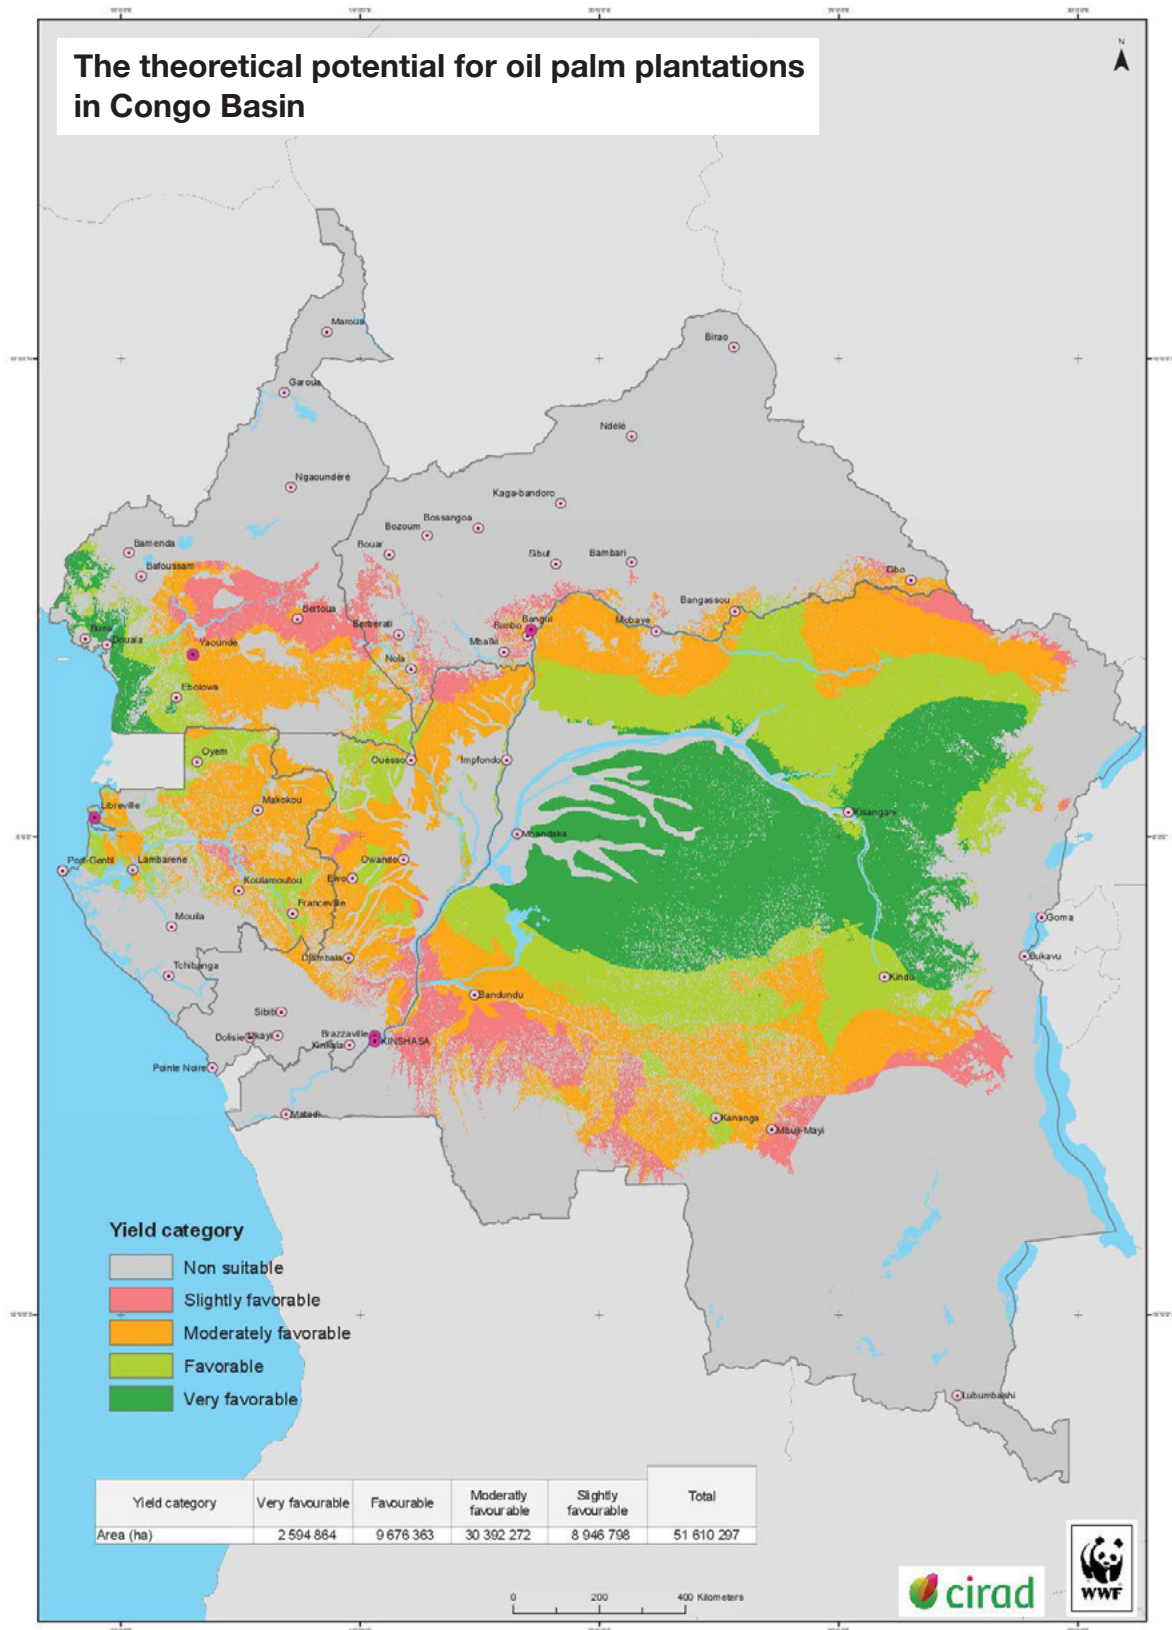 The theoretical potential for oil palm plantations
in Congo Basin
N
Maroua
Birao
Garoua
Ndélé
Ngaoundéré
Kaga-bandoro
Bossangoa
Bozoum
Bouar
Bamenda
Sibut
Bambari
Bafoussam
Obo
Bangassou
Bertoua
Berberati
Bangui
Bimbo
Mobaye
Buea
Douala
Yaoundé
Mbaïki
Nola
Ebolowa
Oyem
Ouesso
Impfondo
Libreville
Makokou
Kisangani
Mbandaka
Port-Gentil
Lambarene
Owando
Koulamoutou
Ewo
Franceville
Mouila
Goma
Djambala
Bukavu
Tchibanga
Kindu
Bandundu
Sibiti
Dolisie
Nkayi
Brazzaville
Kinkala
KINSHASA
Pointe Noire
Matadi
Kananga
Mbuji-Mayi
Lubumbashi
Yield category
Non suitable
Slightly favorable
Moderately favorable
Favorable
Very favorable
Yield category Very favourable Favourable Moderatly favourable Slightly favourable Total
Area (ha) 2 594 864 9 676 363 30 392 272 8 946 798 51 610 297
0 200 400 Kilometers
cirad
WWF